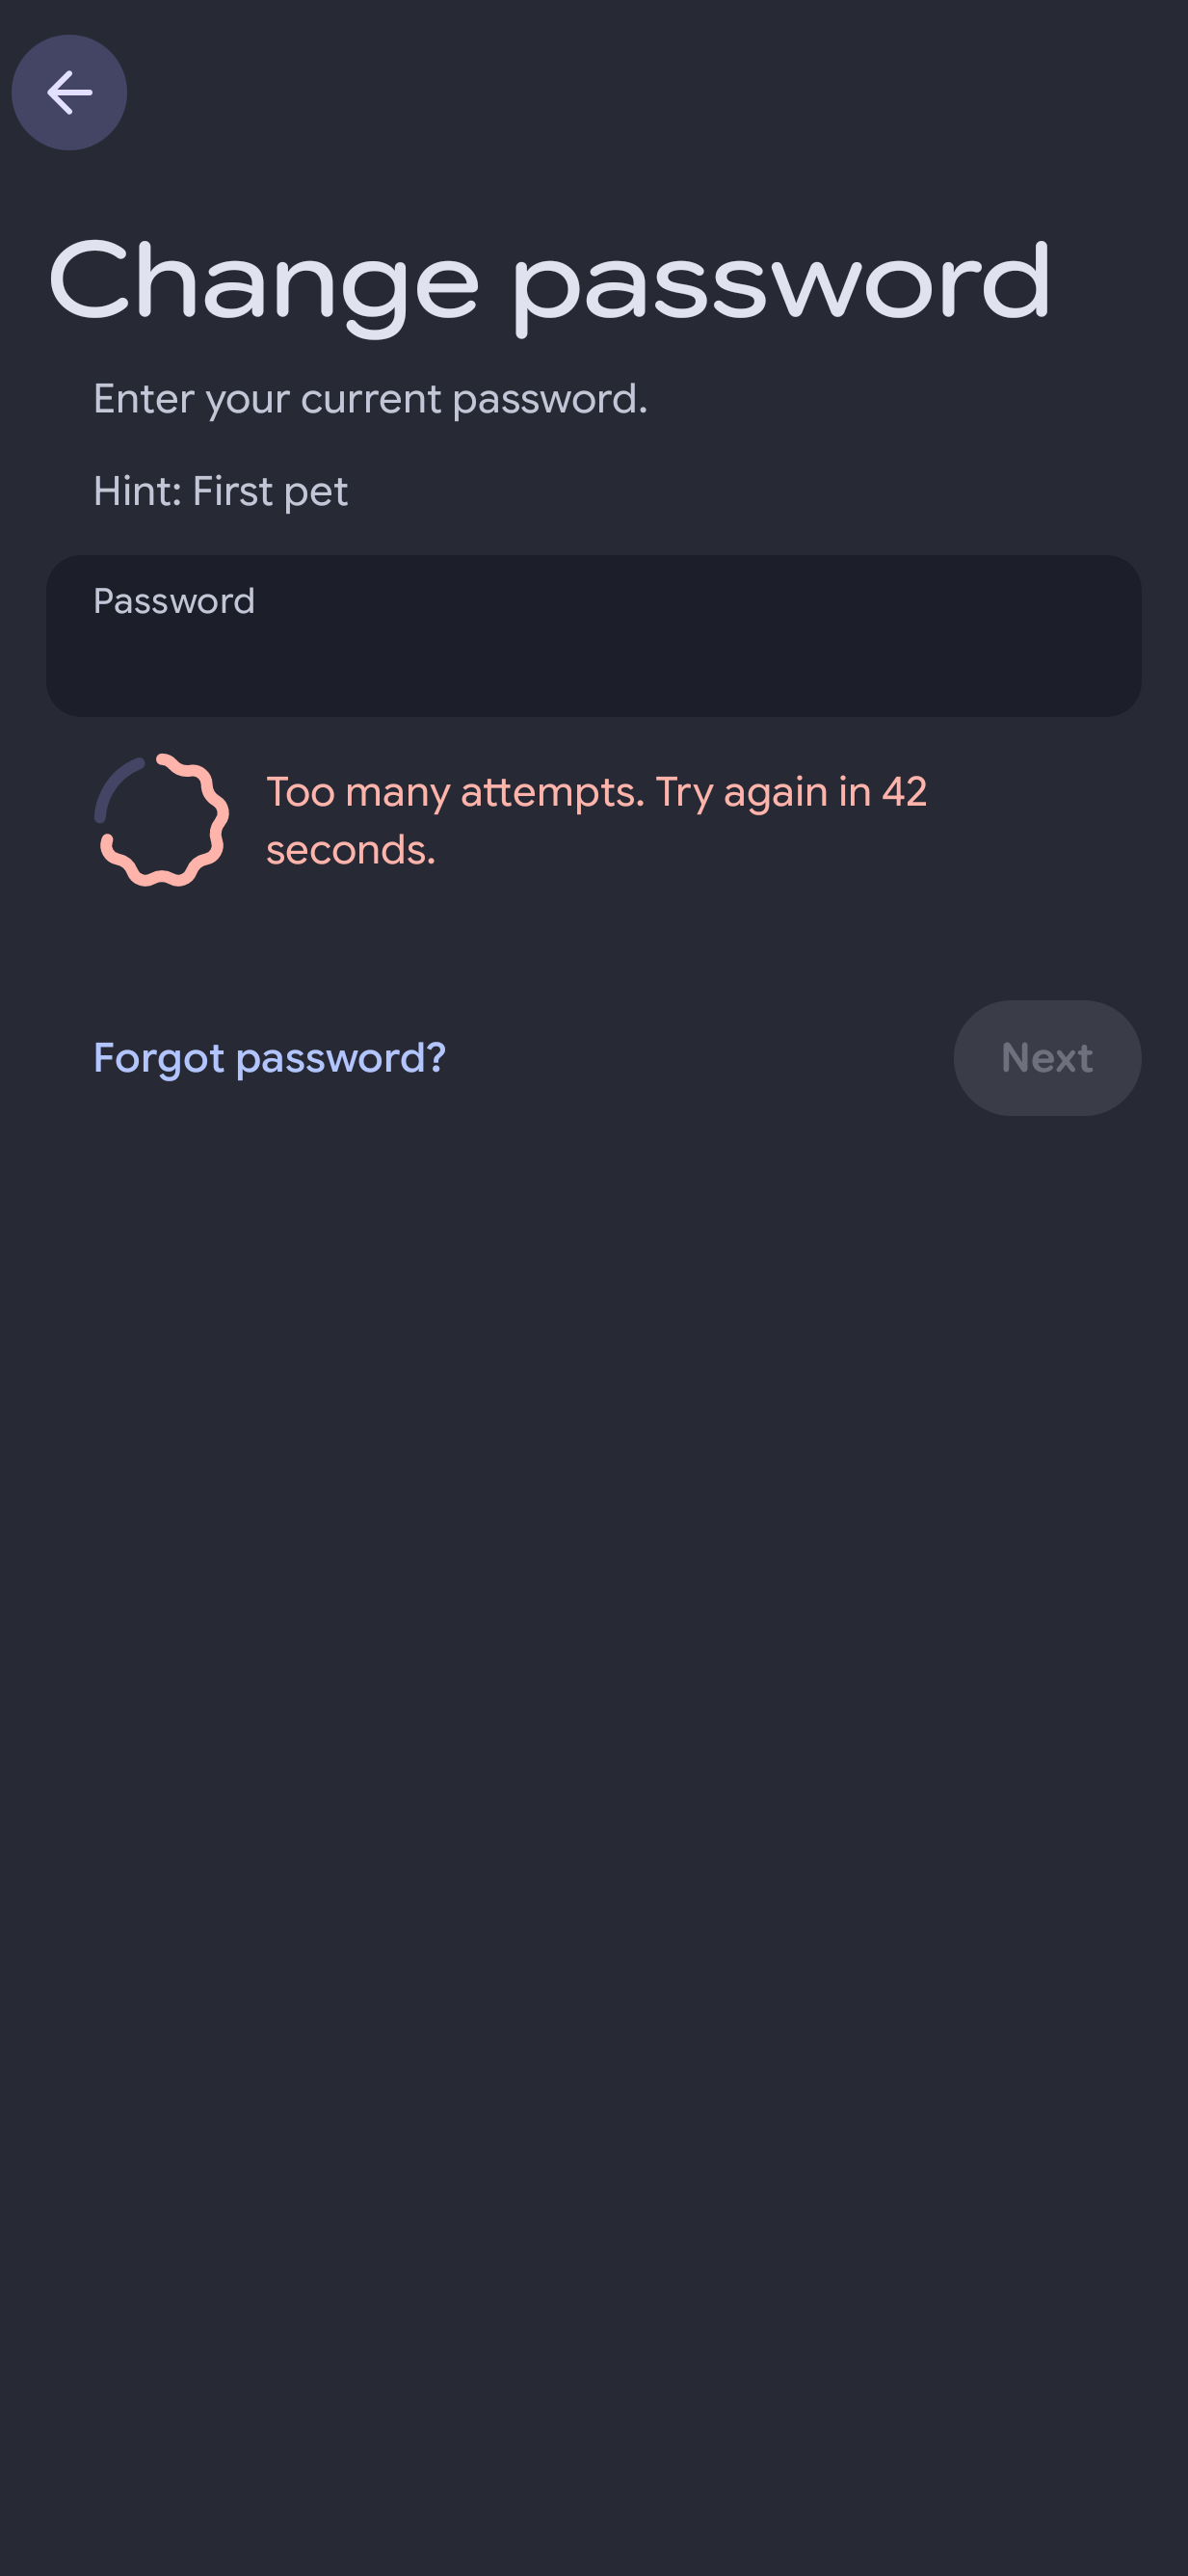 Change password
Enter your current password.
Hint: First pet
Password
Too many attempts. Try again in 42
seconds.
Forgot password?
Next